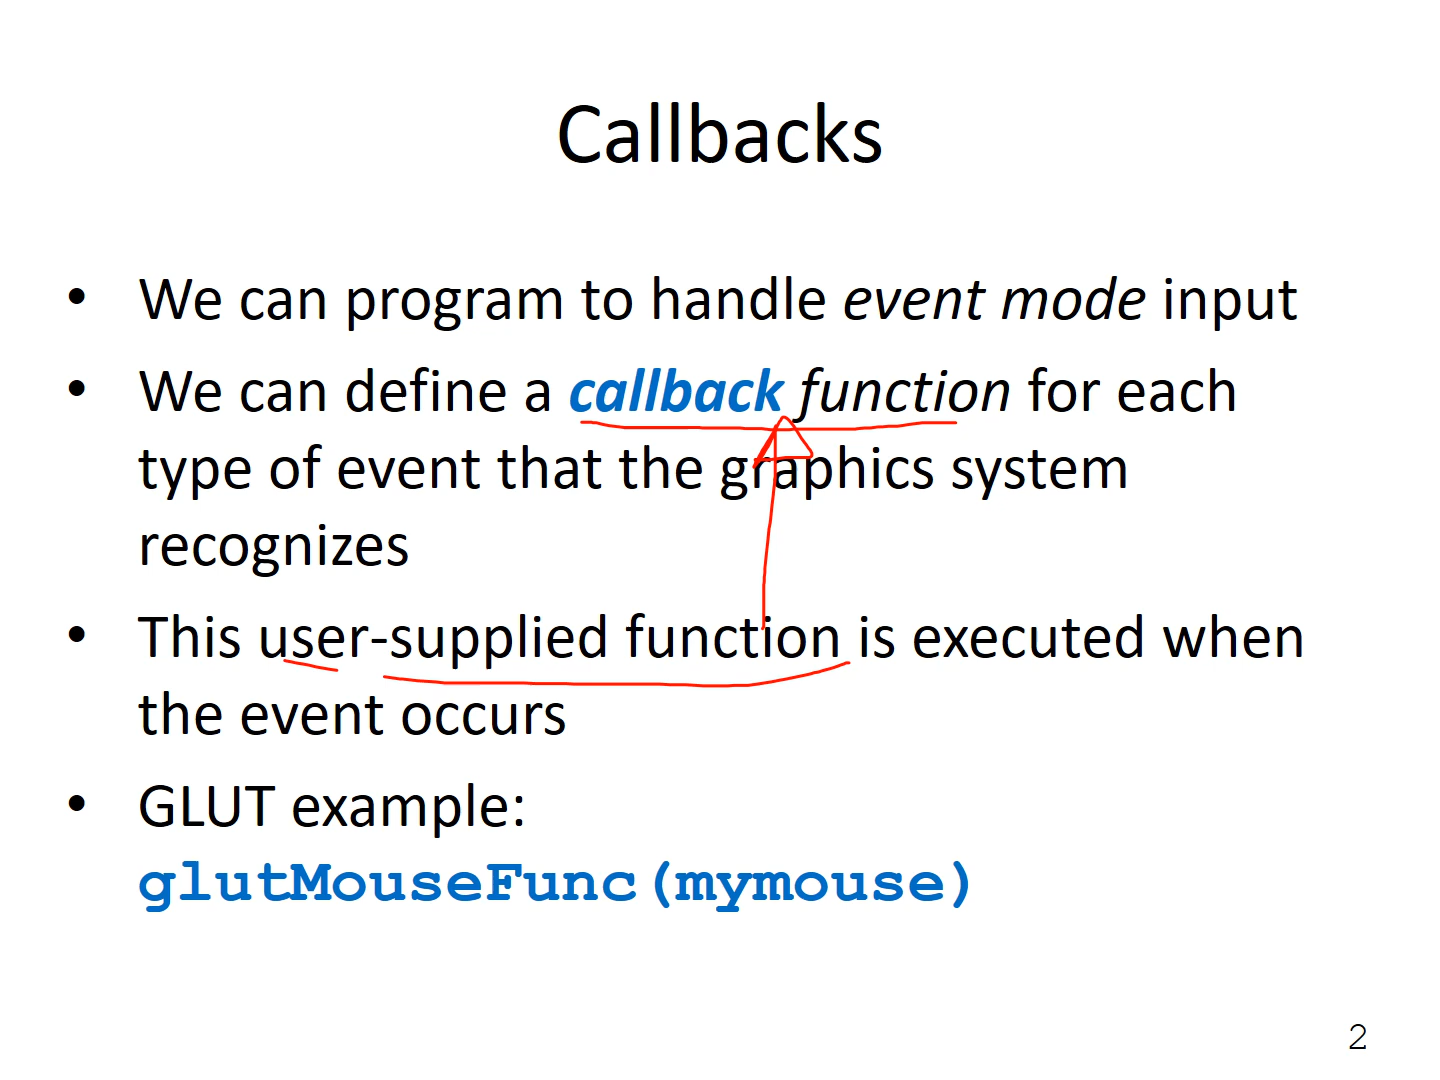 Callbacks
• We can program to handle event mode input
• We can define a callback function for each
type of event that the graphics system
recognizes
• This user-supplied function is executed when
the event occurs
• GLUT example:
glutMouseFunc(mymouse)
2